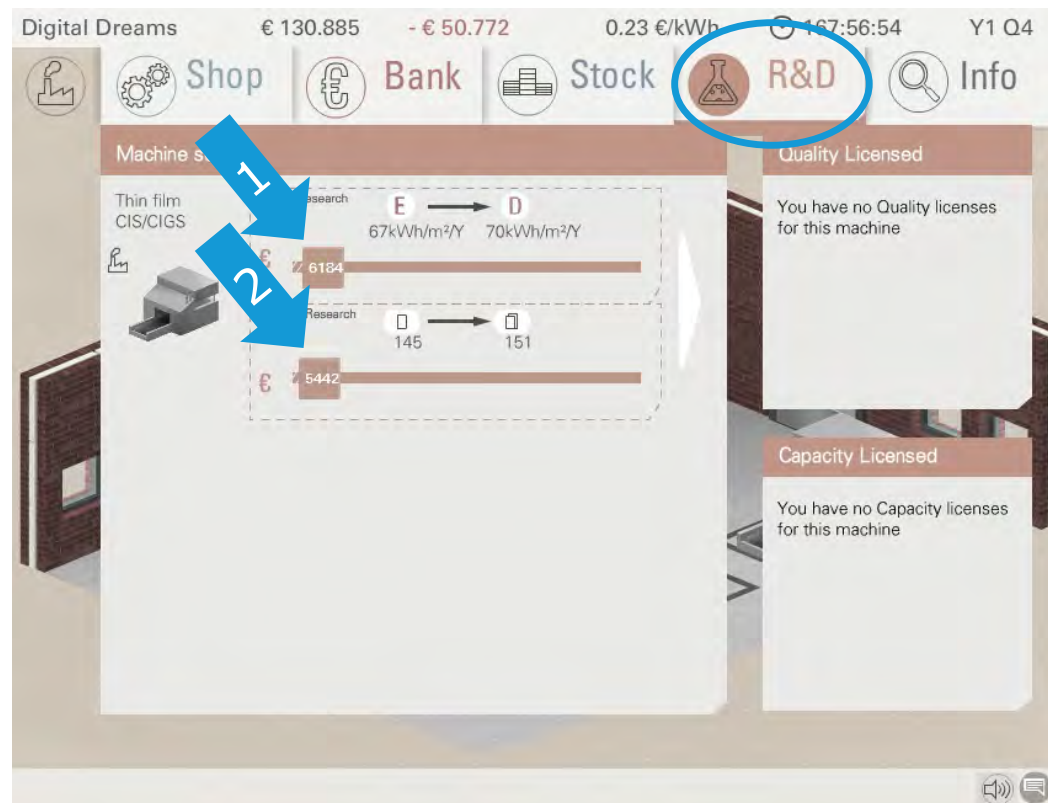 Digital Dreams € 130.885 - € 50.772 0.23 €/kWh 167:56:54 Y1 Q4
Shop € Bank Stock R&D Info
Machine
Quality Licensed
Thin film
CIS/CIGS
E D
67kWh/m²/Y 70kWh/m²/Y
You have no Quality licenses
for this machine
1
€ 6184
2
Research
145 151
€ 5442
Capacity Licensed
You have no Capacity licenses
for this machine